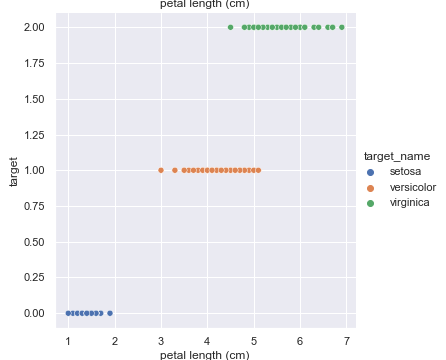 petal length (cm)
2.00
1.75
1.50
1.25
1.00
0.75
0.50
0.25
0.00
target
1 2 3 4 5 6 7
petal length (cm)
target_name
setosa
versicolor
virginica